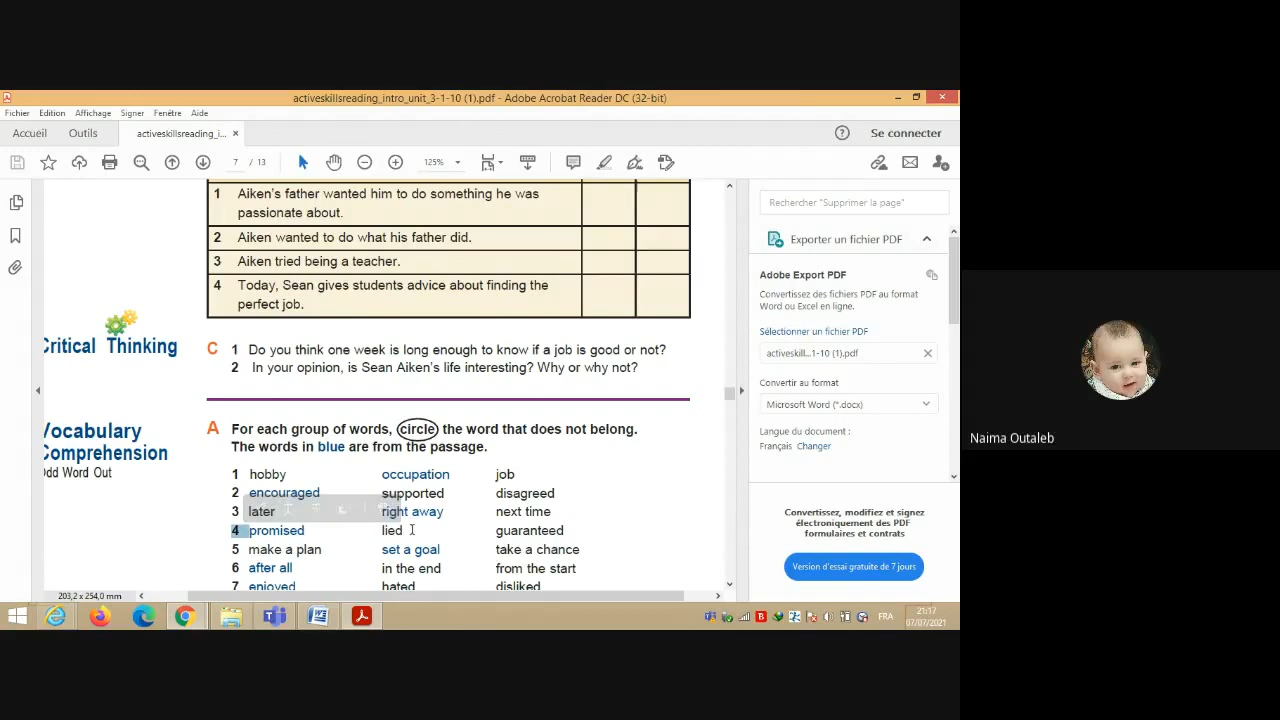 activeskillsreading_intro_unit_3-1-10 (1).pdf - Adobe Acrobat Reader DC (32-bit)
Fichier Edition Affichage Signer Fenêtre Aide
Accueil Outils activeskillsreading_i... × Se connecter
7 / 13 125%
1 Aiken's father wanted him to do something he was
passionate about.
2 Aiken wanted to do what his father did.
3 Aiken tried being a teacher.
4 Today, Sean gives students advice about finding the
perfect job.
Critical Thinking
C 1 Do you think one week is long enough to know if a job is good or not?
2 In your opinion, is Sean Aiken's life interesting? Why or why not?
Vocabulary
Comprehension
Odd Word Out
A For each group of words, circle the word that does not belong.
The words in blue are from the passage.
1 hobby occupation job
2 encouraged supported disagreed
3 later right away next time
4 promised lied guaranteed
5 make a plan set a goal take a chance
6 after all in the end from the start
7 enjoyed hated disliked
203,2 x 254,0 mm
Rechercher "Supprimer la page"
Exporter un fichier PDF
Adobe Export PDF
Convertissez des fichiers PDF au format
Word ou Excel en ligne.
Sélectionner un fichier PDF
activeskill...1-10 (1).pdf
Convertir au format
Microsoft Word (*.docx)
Langue du document :
Français Changer
Convertissez, modifiez et signez
électroniquement des PDF
formulaires et contrats
Version d'essai gratuite de 7 jours
FRA
21:17
07/07/2021
Naima Outaleb